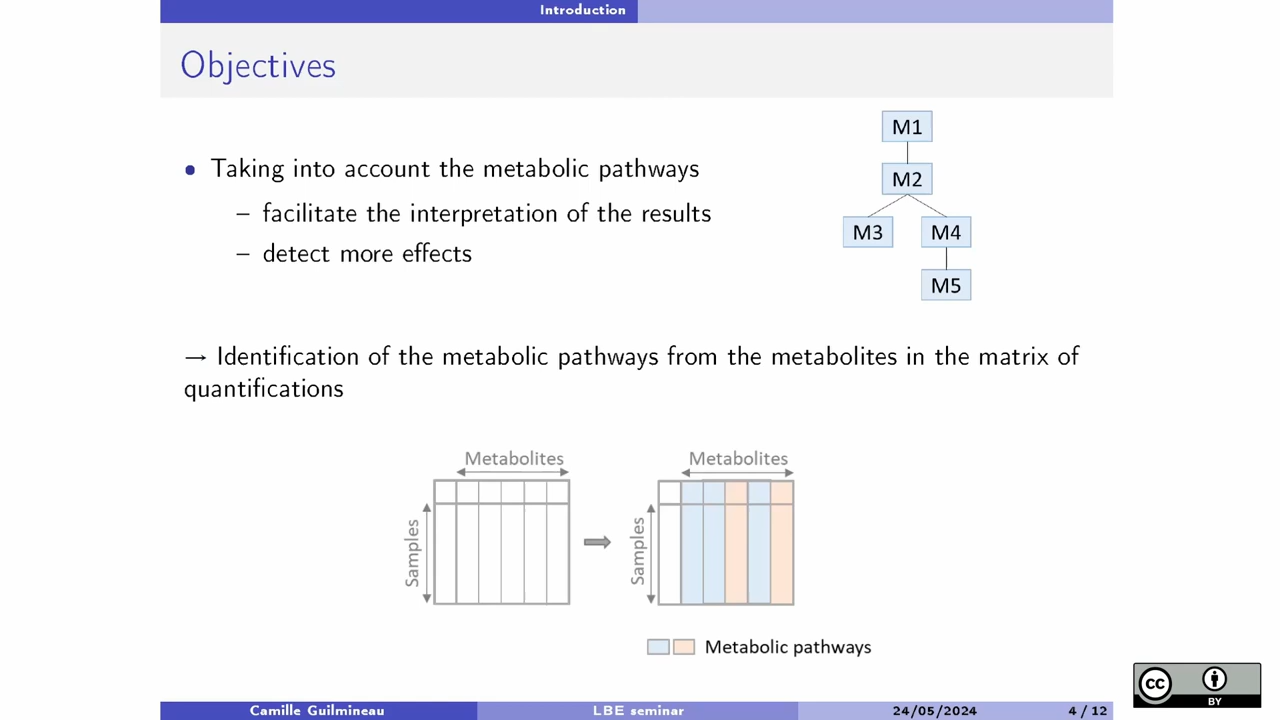 Introduction
Objectives
• Taking into account the metabolic pathways
– facilitate the interpretation of the results
– detect more effects
M1
M2
M3 M4
M5
→ Identification of the metabolic pathways from the metabolites in the matrix of
quantifications
Metabolites Metabolites
Samples Samples
Metabolic pathways
Camille Guilmineau LBE seminar 24/05/2024 4 / 12
CC BY